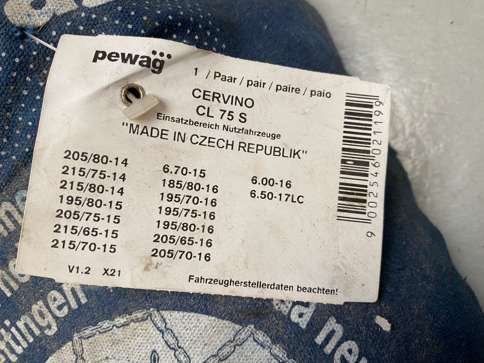 pewag
1 / Paar / pair / paire / paio
CERVINO
CL 75 S
Einsatzbereich Nutzfahrzeuge
"MADE IN CZECH REPUBLIK"
205/80-14
215/75-14
215/80-14
195/80-15
205/75-15
215/65-15
215/70-15
6.70-15
185/80-16
195/70-16
195/75-16
195/80-16
205/65-16
205/70-16
6.00-16
6.50-17LC
V1.2 X21
Fahrzeugherstellerdaten beachten!
9002546021199